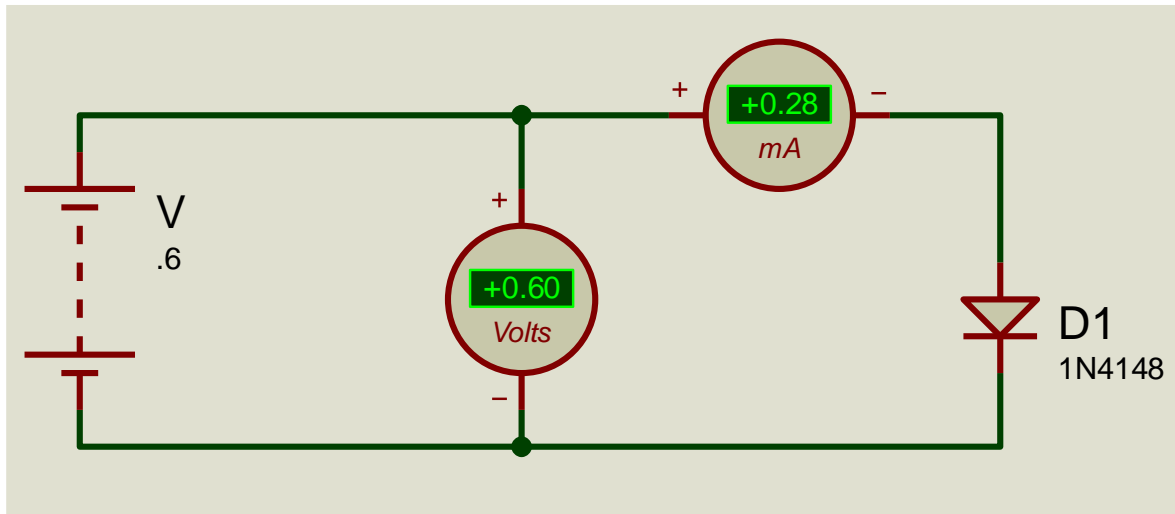 + +0.28 −
mA
V
.6
+
+0.60
Volts
−
D1
1N4148